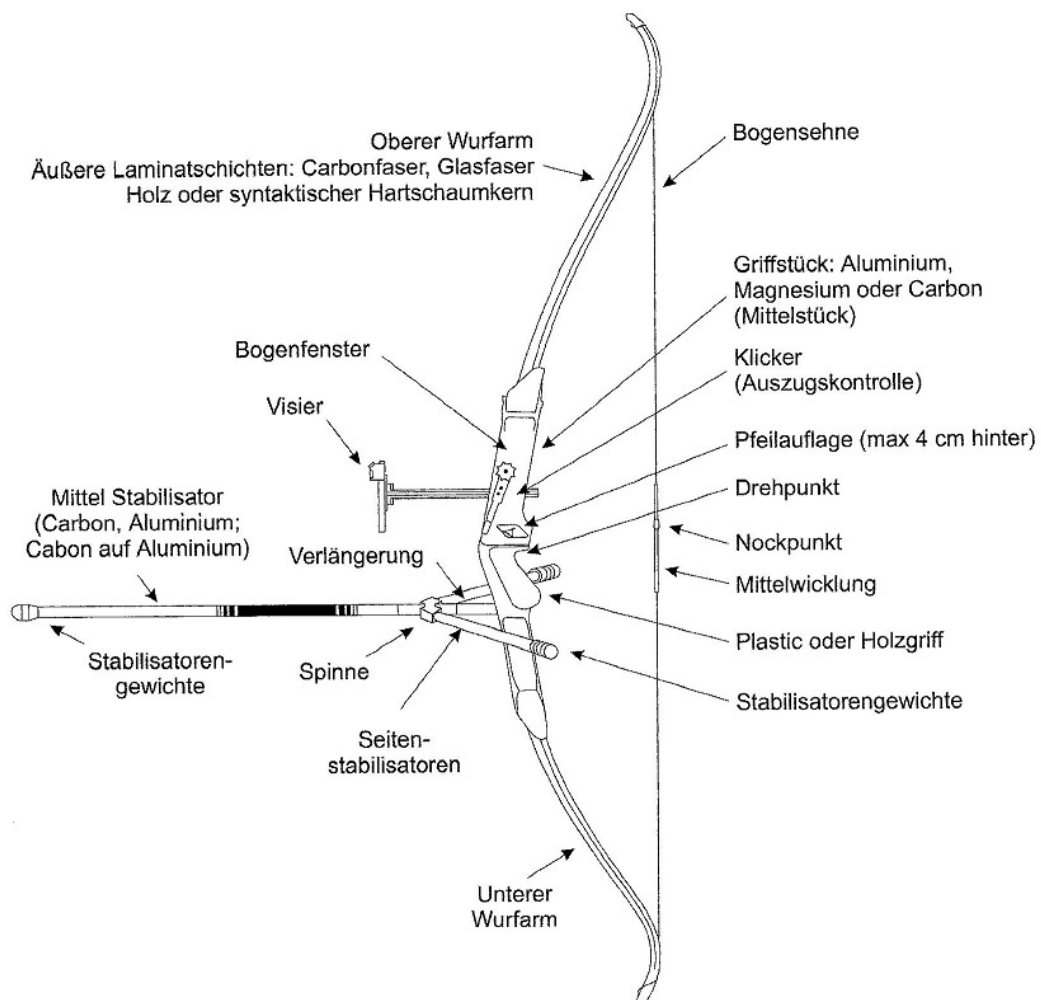 Oberer Wurfarm
Äußere Laminatschichten: Carbonfaser, Glasfaser
Holz oder syntaktischer Hartschaumkern
Bogensehne
Griffstück: Aluminium,
Magnesium oder Carbon
(Mittelstück)
Bogenfenster
Klicker
(Auszugskontrolle)
Visier
Pfeilauflage (max 4 cm hinter)
Mittel Stabilisator
(Carbon, Aluminium;
Cabon auf Aluminium)
Drehpunkt
Verlängerung
Nockpunkt
Mittelwicklung
Stabilisatoren-
gewichte
Spinne
Plastic oder Holzgriff
Stabilisatorengewichte
Seiten-
stabilisatoren
Unterer
Wurfarm